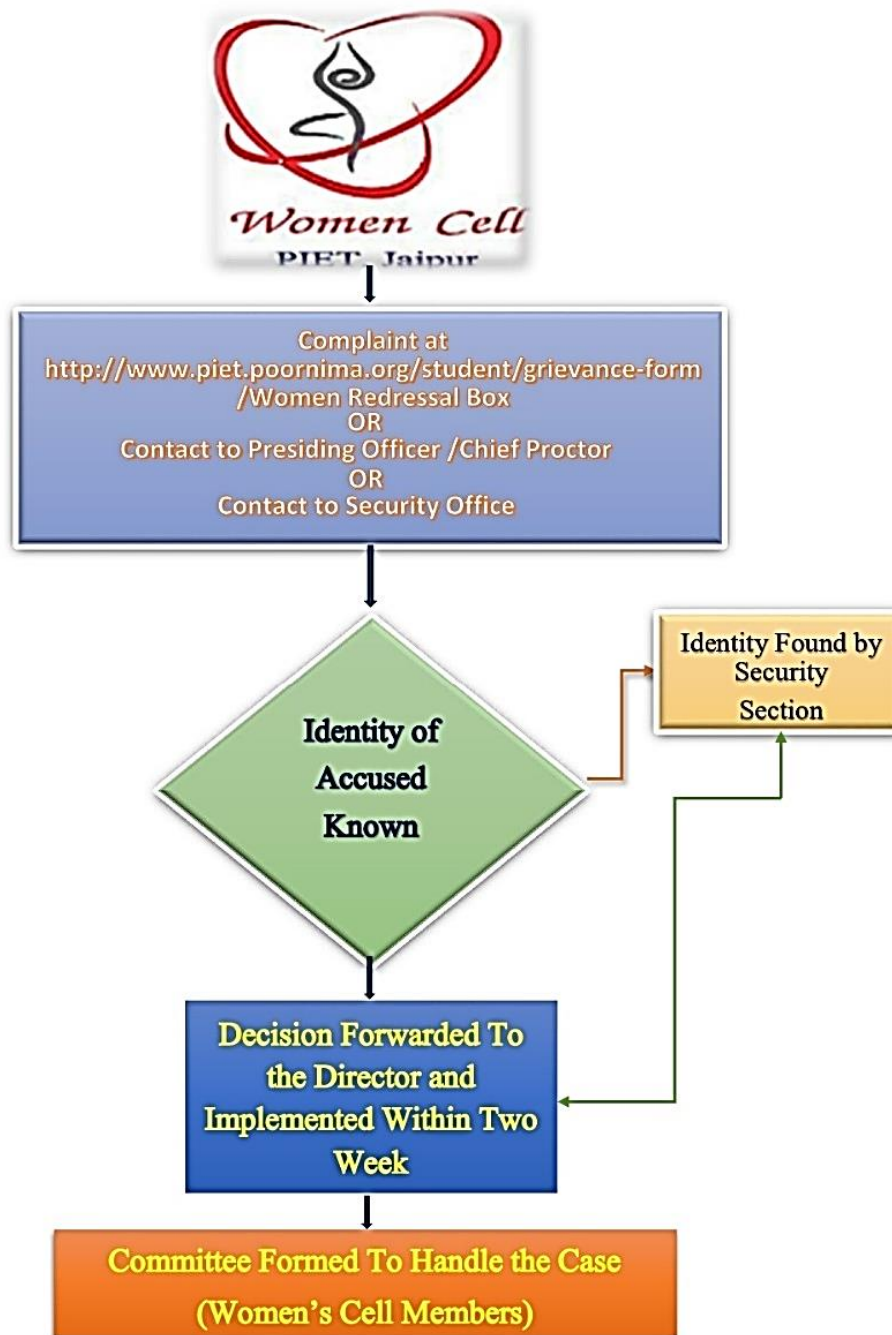 Women Cell
PIET, Jaipur
Complaint at
http://www.piet.poornima.org/student/grievance-form
/Women Redressal Box
OR
Contact to Presiding Officer /Chief Proctor
OR
Contact to Security Office
Identity Found by
Security
Section
Identity of
Accused
Known
Decision Forwarded To
the Director and
Implemented Within Two
Week
Committee Formed To Handle the Case
(Women’s Cell Members)